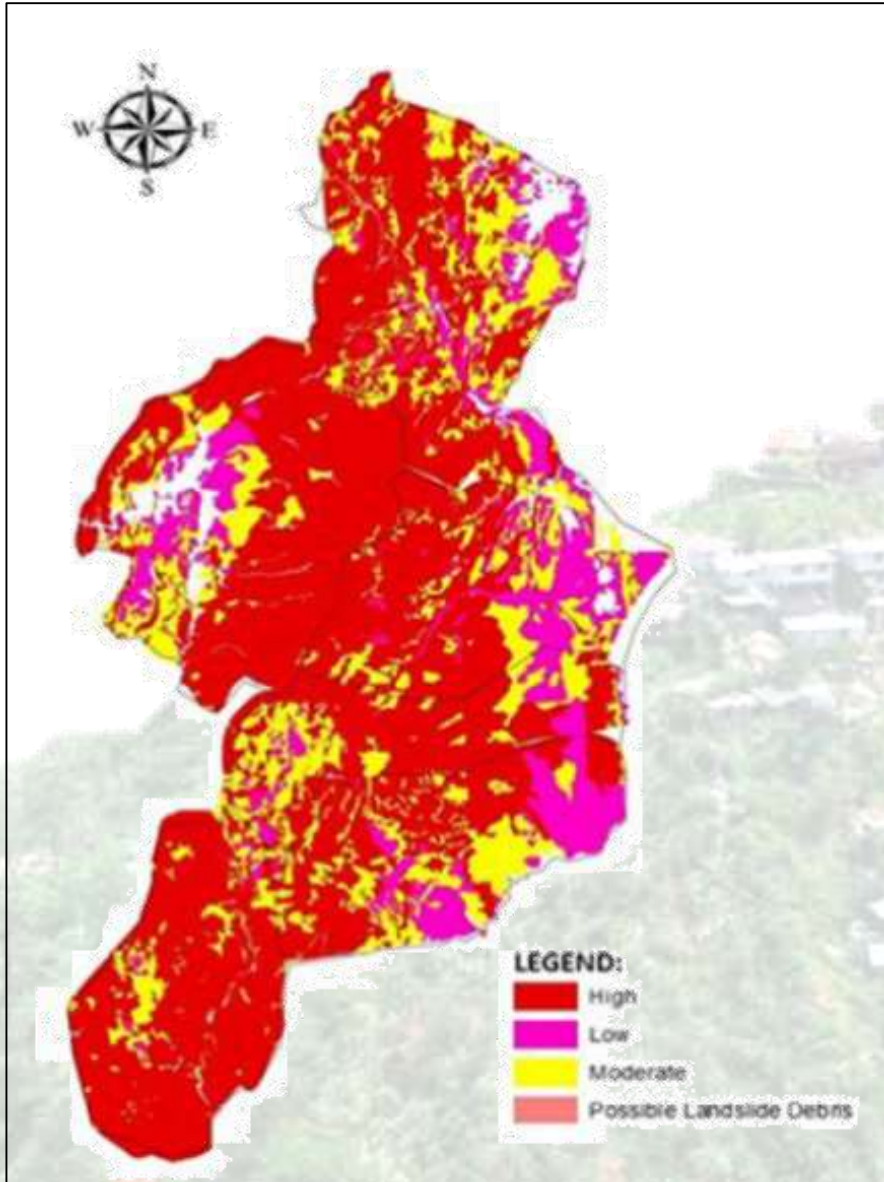 N
W E
S
LEGEND:
High
Low
Moderate
Possible Landslide Debris